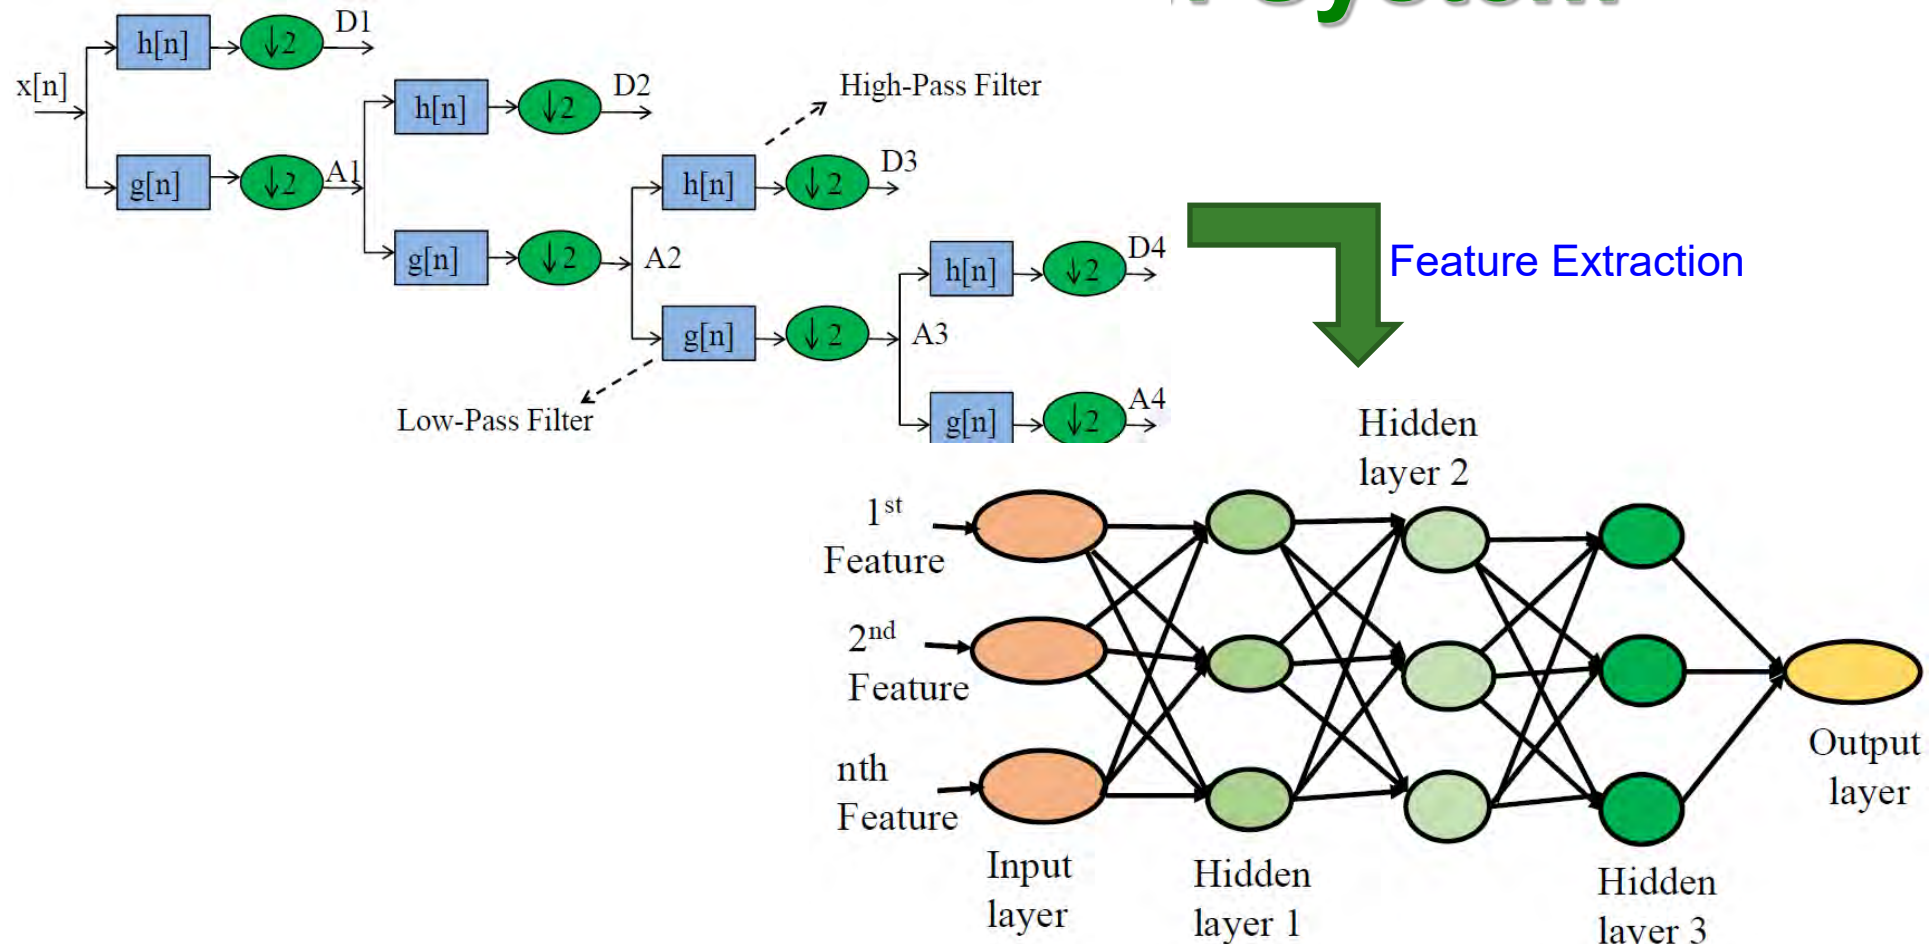 System
D1
h[n] ↓2
x[n]
D2
h[n] ↓2
High-Pass Filter
g[n] ↓2 A1
D3
h[n] ↓2
g[n] ↓2 A2
D4
h[n] ↓2
Feature Extraction
g[n] ↓2 A3
A4
g[n] ↓2
Low-Pass Filter
Hidden
layer 2
1st
Feature
2nd
Feature
nth
Feature
Output
layer
Input
layer
Hidden
layer 1
Hidden
layer 3